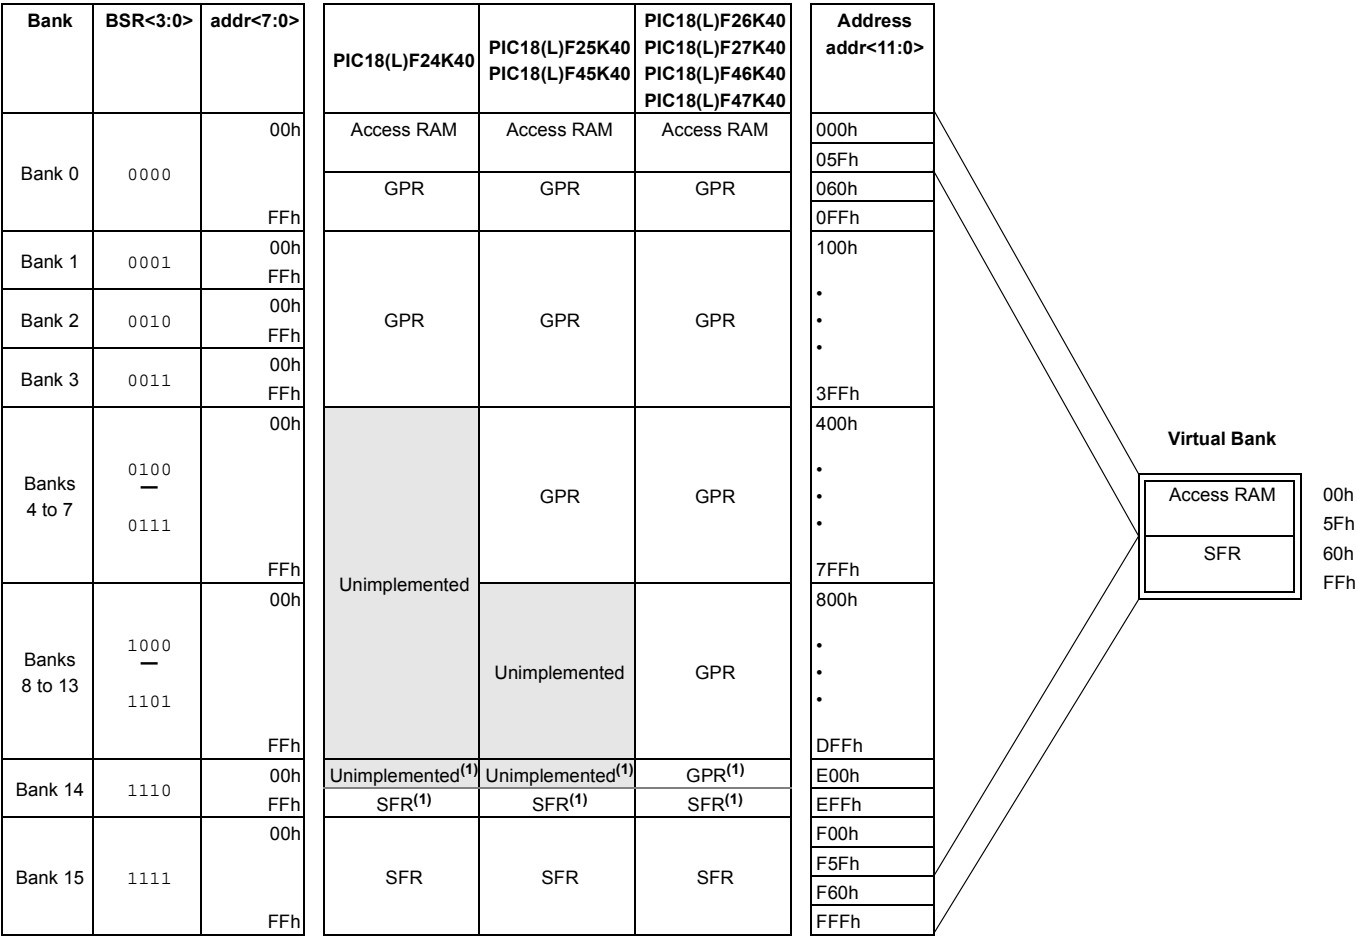 Bank BSR<3:0> addr<7:0> PIC18(L)F24K40 PIC18(L)F25K40 PIC18(L)F45K40 PIC18(L)F26K40 PIC18(L)F27K40 PIC18(L)F46K40 PIC18(L)F47K40 Address addr<11:0>
Bank 0 0000 00h Access RAM Access RAM Access RAM 000h
05Fh
GPR GPR GPR 060h
FFh 0FFh
Bank 1 0001 00h 100h
FFh
•
Bank 2 0010 00h GPR GPR GPR •
FFh
•
Bank 3 0011 00h
FFh 3FFh
Banks 4 to 7 00h 400h
0100 •
— GPR GPR •
0111 •
FFh 7FFh
Unimplemented
Banks 8 to 13 00h 800h
1000 •
— Unimplemented GPR •
1101 •
FFh DFFh
Bank 14 1110 00h Unimplemented(1) Unimplemented(1) GPR(1) E00h
FFh SFR(1) SFR(1) SFR(1) EFFh
Bank 15 1111 00h F00h
F5Fh
SFR SFR SFR
F60h
FFh FFFh
Virtual Bank
Access RAM 00h
5Fh
SFR 60h
FFh